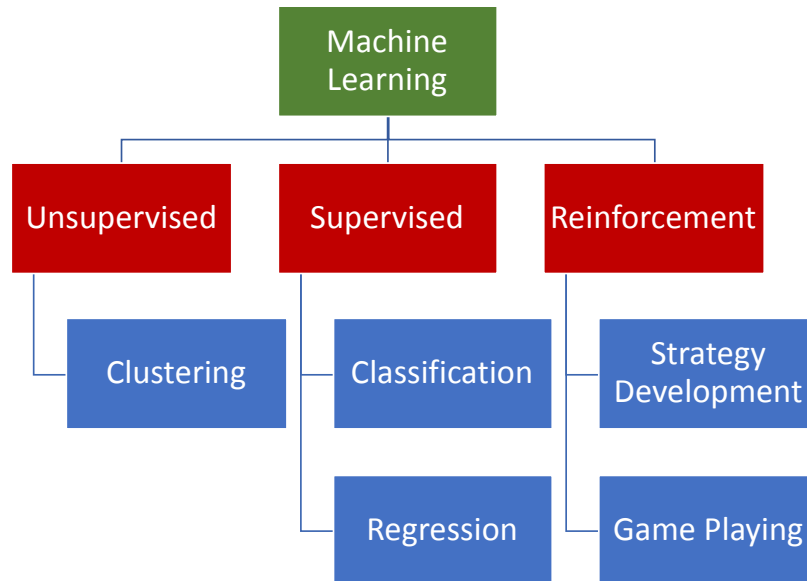 Machine
Learning
Unsupervised
Supervised
Reinforcement
Clustering
Classification
Strategy
Development
Regression
Game Playing